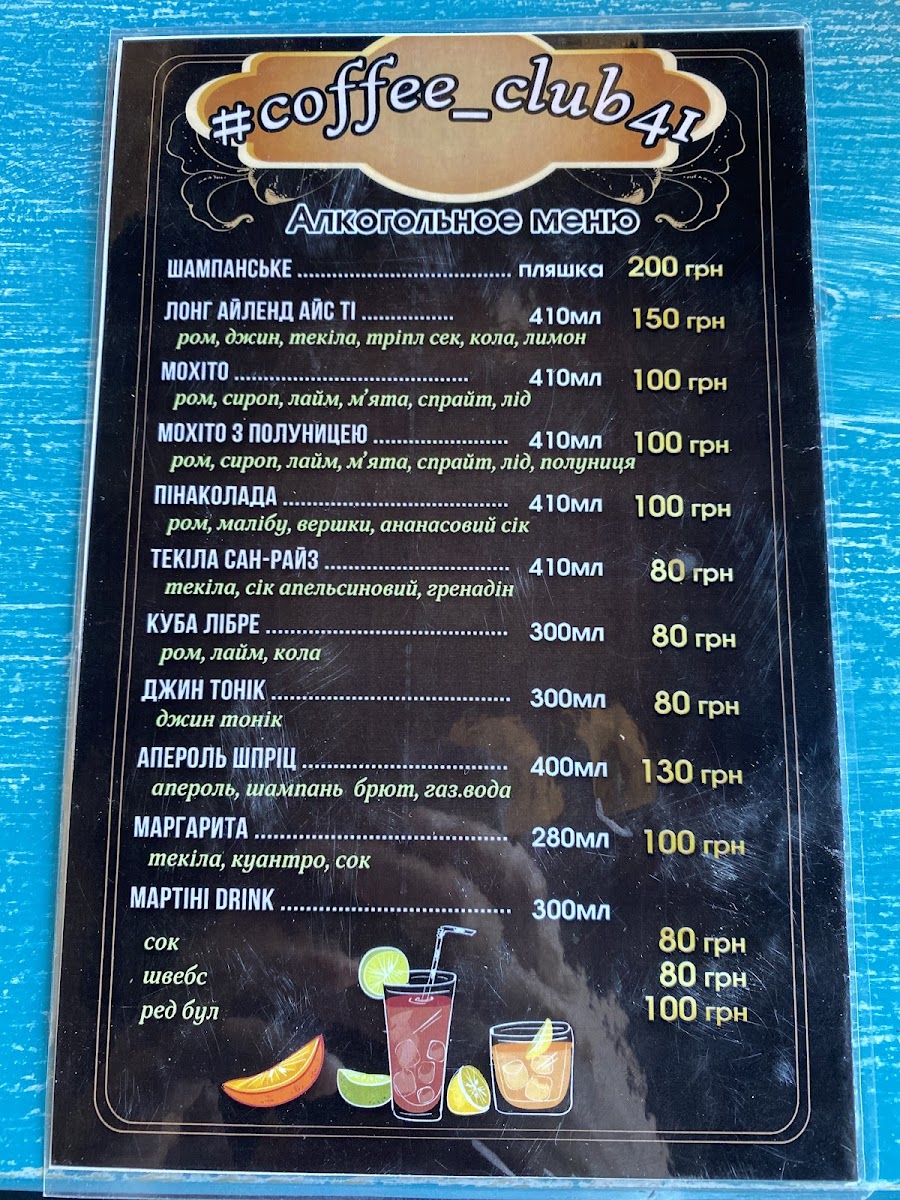 #coffee_club41
Алкогольное меню
ШАМПАНСЬКЕ ........................................ пляшка 200 грн
ЛОНГ АЙЛЕНД АЙС ТІ ................. 410мл 150 грн
ром, джин, текіла, тріпл сек, кола, лимон
МОХІТО ........................................... 410мл 100 грн
ром, сироп, лайм, м'ята, спрайт, лід
МОХІТО З ПОЛУНИЦЕЮ ......................... 410мл 100 грн
ром, сироп, лайм, м'ята, спрайт, лід, полуниця
ПІНАКОЛАДА .......................................... 410мл 100 грн
ром, малібу, вершки, ананасовий сік
ТЕКІЛА САН-РАЙЗ .................................. 410мл 80 грн
текіла, сік апельсиновий, гренадін
КУБА ЛІБРЕ ............................................ 300мл 80 грн
ром, лайм, кола
ДЖИН ТОНІК ........................................... 300мл 80 грн
джин тонік
АПЕРОЛЬ ШПРІЦ ..................................... 400мл 130 грн
апероль, шампань брют, газ.вода
МАРГАРИТА ............................................. 280мл 100 грн
текіла, куантро, сок
МАРТІНІ DRINK ......................................... 300мл
сок 80 грн
швебс 80 грн
ред бул 100 грн